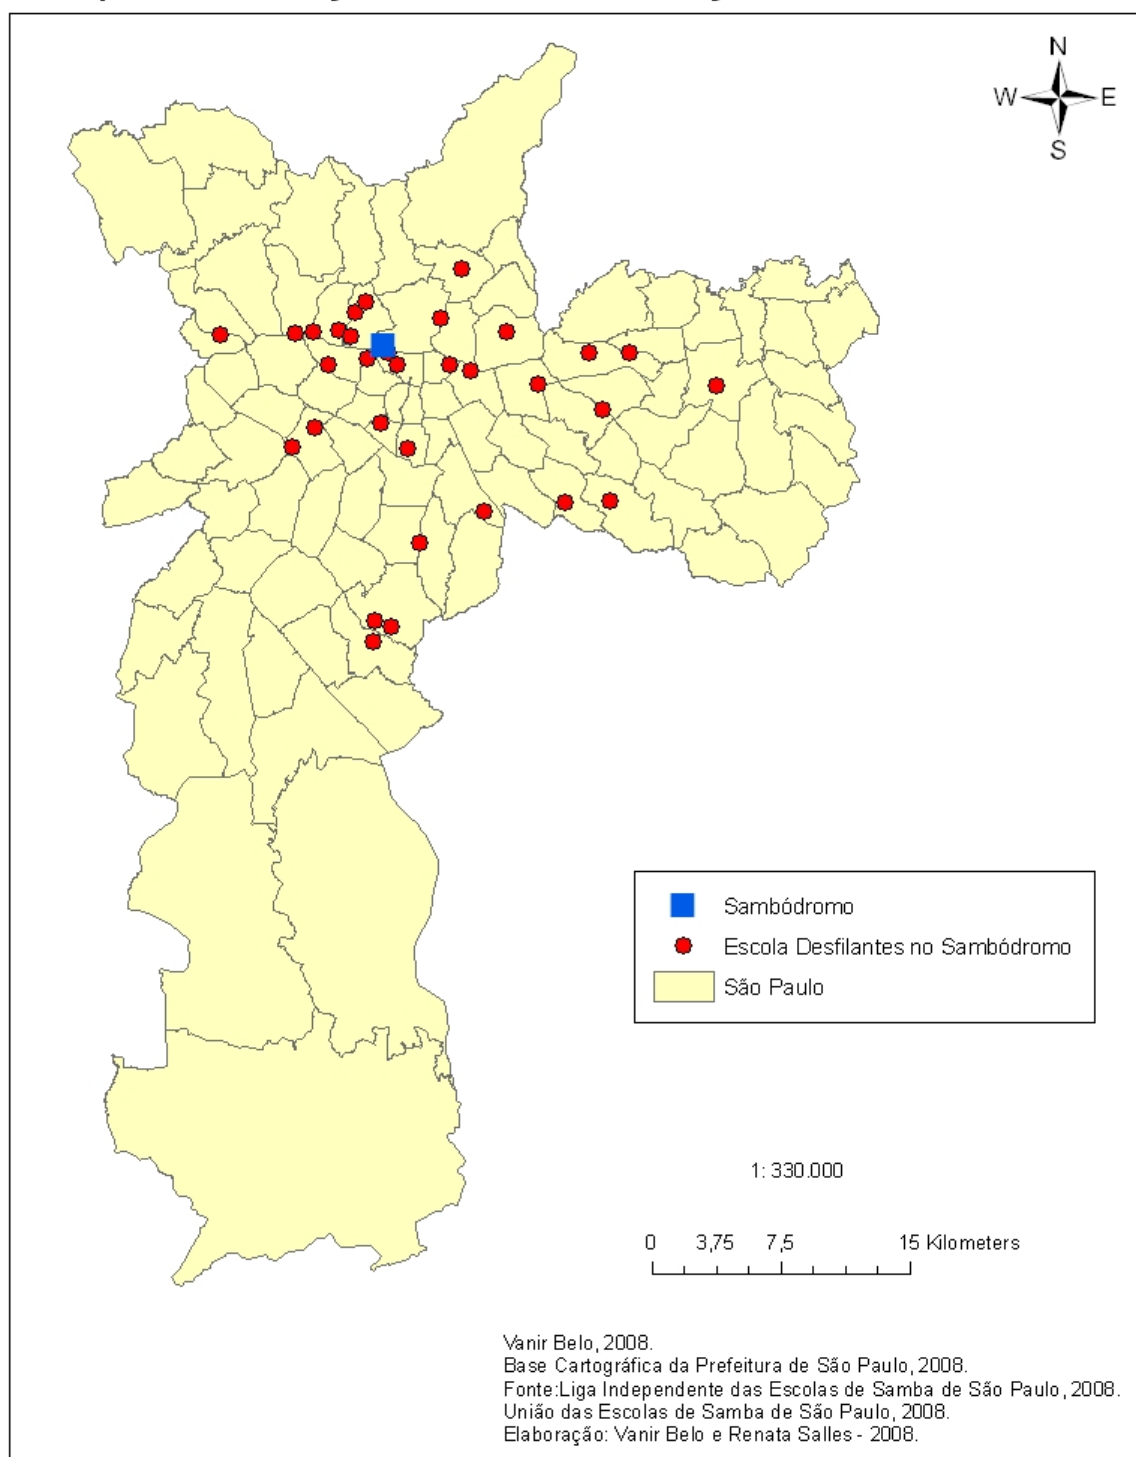 N
W E
S
Sambódromo
Escola Desfilantes no Sambódromo
São Paulo
1: 330.000
0 3,75 7,5 15 Kilometers
Vanir Belo, 2008.
Base Cartográfica da Prefeitura de São Paulo, 2008.
Fonte:Liga Independente das Escolas de Samba de São Paulo, 2008.
União das Escolas de Samba de São Paulo, 2008.
Elaboração: Vanir Belo e Renata Salles - 2008.